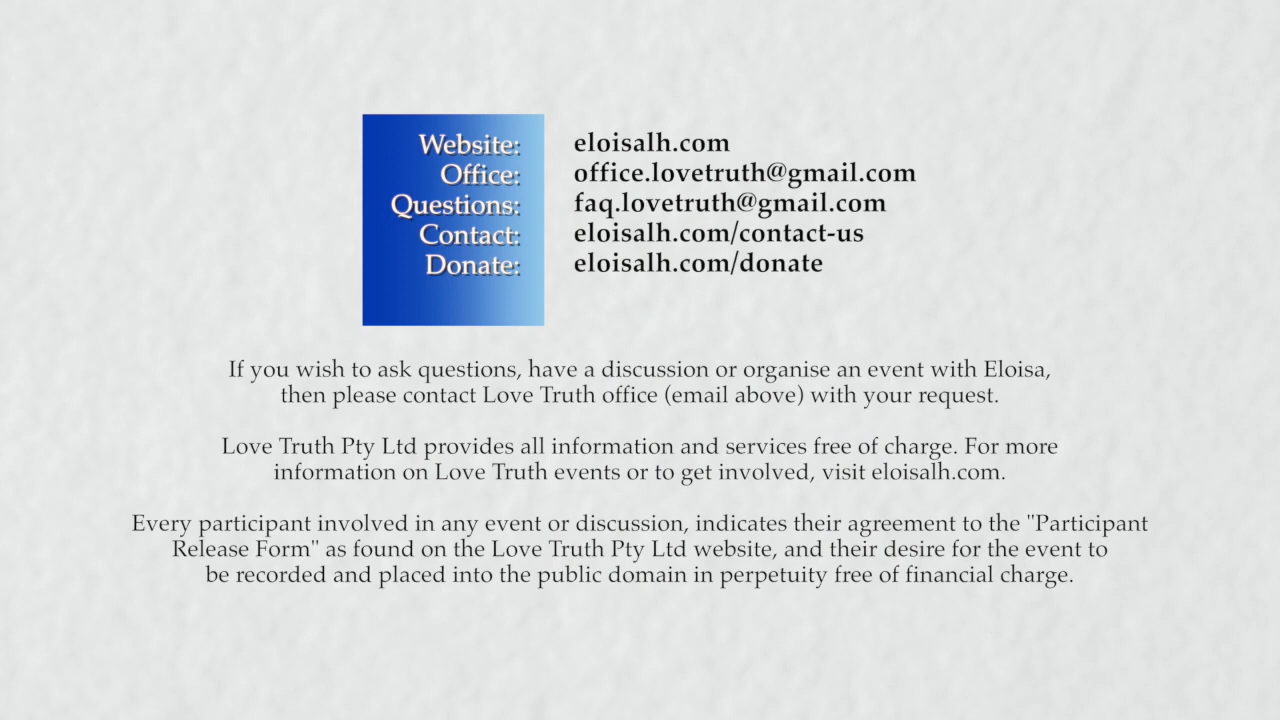 Website: eloisalh.com
Office: office.lovetruth@gmail.com
Questions: faq.lovetruth@gmail.com
Contact: eloisalh.com/contact-us
Donate: eloisalh.com/donate
If you wish to ask questions, have a discussion or organise an event with Eloisa,
then please contact Love Truth office (email above) with your request.
Love Truth Pty Ltd provides all information and services free of charge. For more
information on Love Truth events or to get involved, visit eloisalh.com.
Every participant involved in any event or discussion, indicates their agreement to the "Participant
Release Form" as found on the Love Truth Pty Ltd website, and their desire for the event to
be recorded and placed into the public domain in perpetuity free of financial charge.